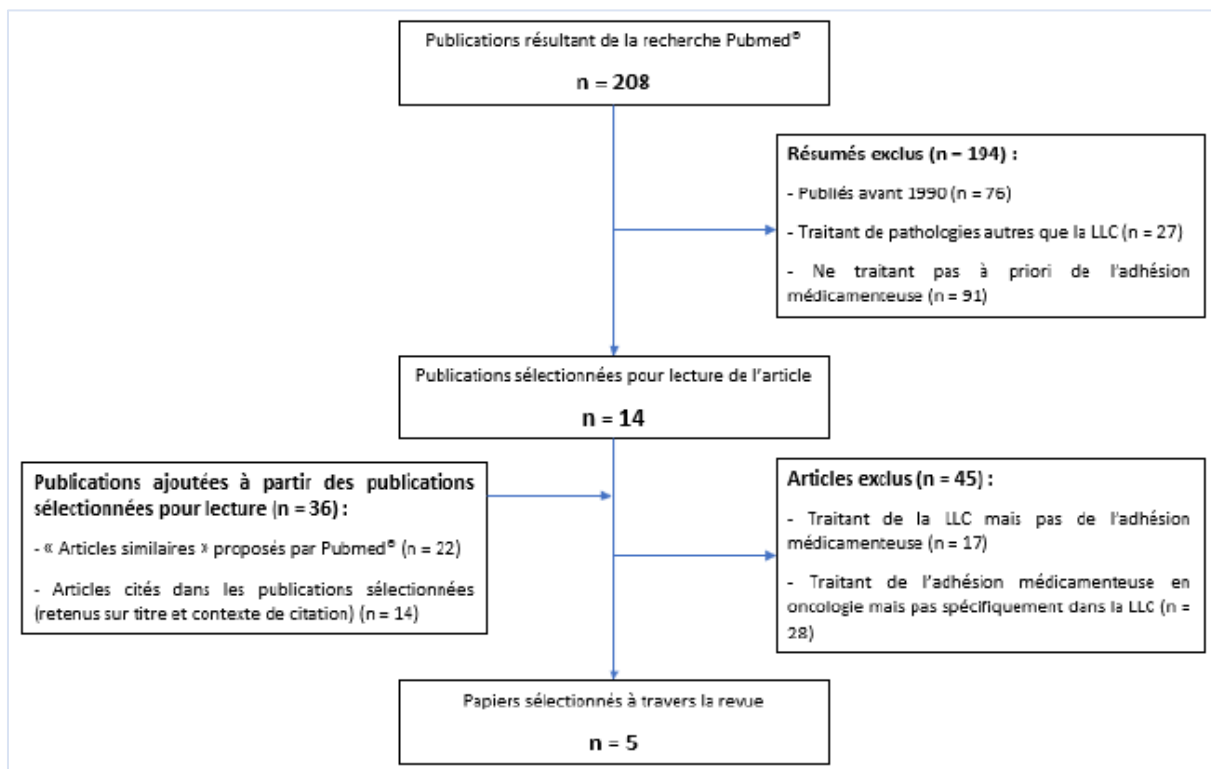 Publications résultant de la recherche Pubmed®
n = 208
Résumés exclus (n = 194) :
- Publiés avant 1990 (n = 76)
- Traitant de pathologies autres que la LLC (n = 27)
- Ne traitant pas à priori de l'adhésion
médicamenteuse (n = 91)
Publications sélectionnées pour lecture de l'article
n = 14
Publications ajoutées à partir des publications
sélectionnées pour lecture (n = 36) :
- « Articles similaires » proposés par Pubmed® (n = 22)
- Articles cités dans les publications sélectionnées
(retenus sur titre et contexte de citation) (n = 14)
Articles exclus (n = 45) :
- Traitant de la LLC mais pas de l'adhésion
médicamenteuse (n = 17)
- Traitant de l'adhésion médicamenteuse en
oncologie mais pas spécifiquement dans la LLC (n =
28)
Papiers sélectionnés à travers la revue
n = 5